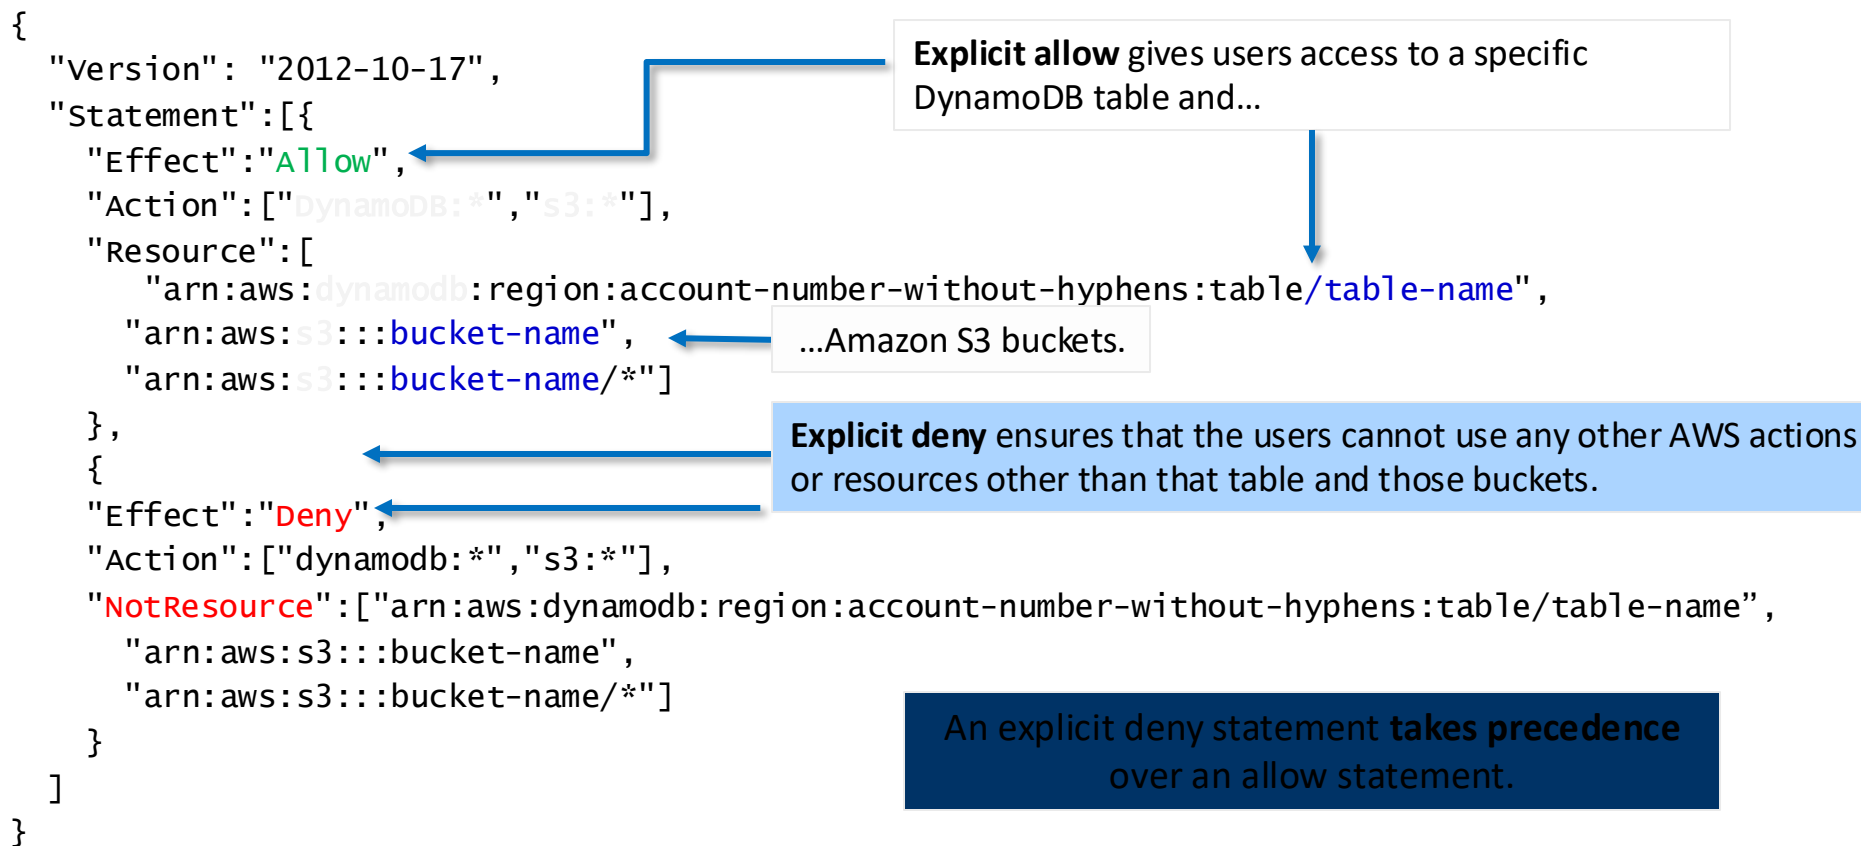 {
"Version": "2012-10-17",
"Statement":[{
"Effect":"Allow",
"Action":["DynamoDB:*","s3:*"],
"Resource":[
"arn:aws:dynamodb:region:account-number-without-hyphens:table/table-name",
"arn:aws:s3:::bucket-name",
"arn:aws:s3:::bucket-name/*"]
},
{
"Effect":"Deny",
"Action":["dynamodb:*","s3:*"],
"NotResource":["arn:aws:dynamodb:region:account-number-without-hyphens:table/table-name”,
"arn:aws:s3:::bucket-name",
"arn:aws:s3:::bucket-name/*"]
}
]
}
Explicit allow gives users access to a specific
DynamoDB table and…
…Amazon S3 buckets.
Explicit deny ensures that the users cannot use any other AWS actions
or resources other than that table and those buckets.
An explicit deny statement takes precedence
over an allow statement.